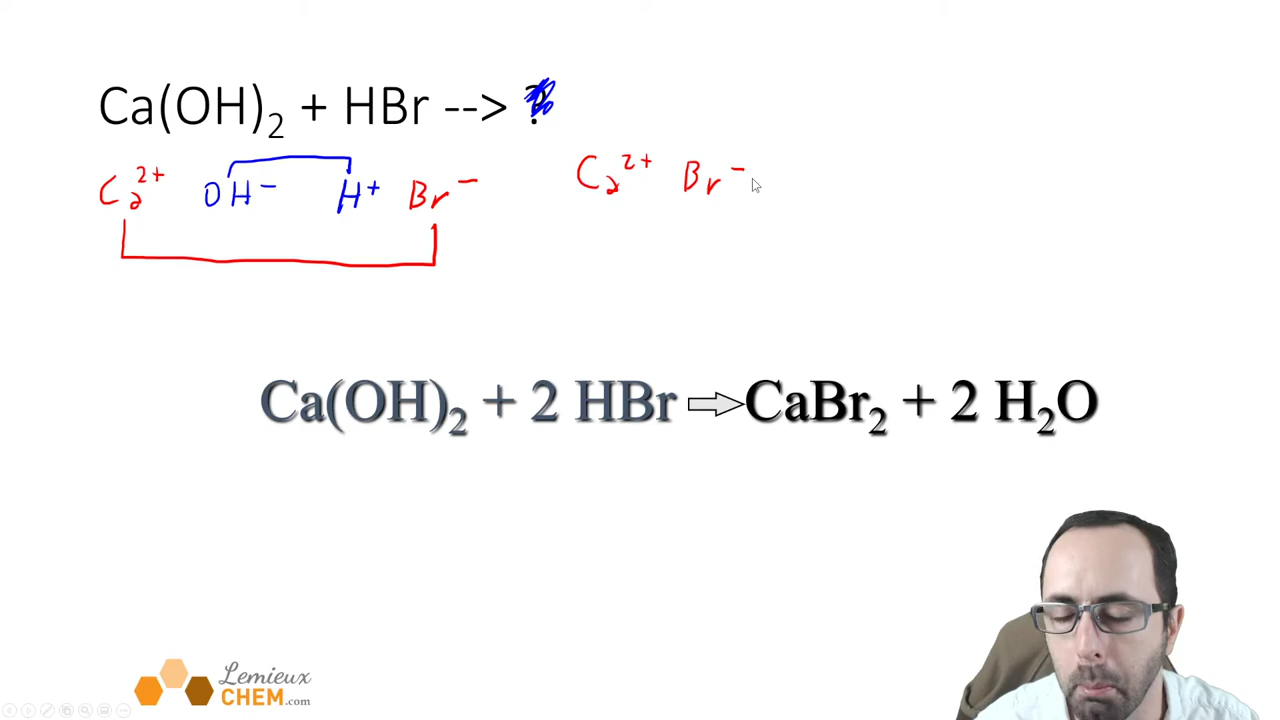 Ca(OH)₂ + HBr --> ?
Ca²⁺ OH⁻ H⁺ Br⁻ Ca²⁺ Br⁻
Ca(OH)₂ + 2 HBr ⇨ CaBr₂ + 2 H₂O
Lemieux
CHEM.com